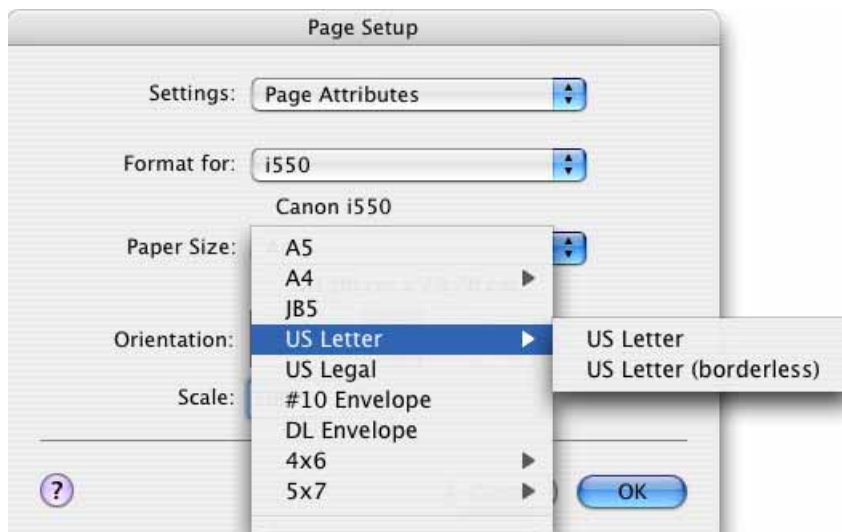 Page Setup
Settings: Page Attributes
Format for: i550
Canon i550
Paper Size:
A5
A4
JB5
Orientation:
US Letter
US Letter
US Legal
US Letter (borderless)
Scale:
#10 Envelope
DL Envelope
4x6
5x7
?
OK